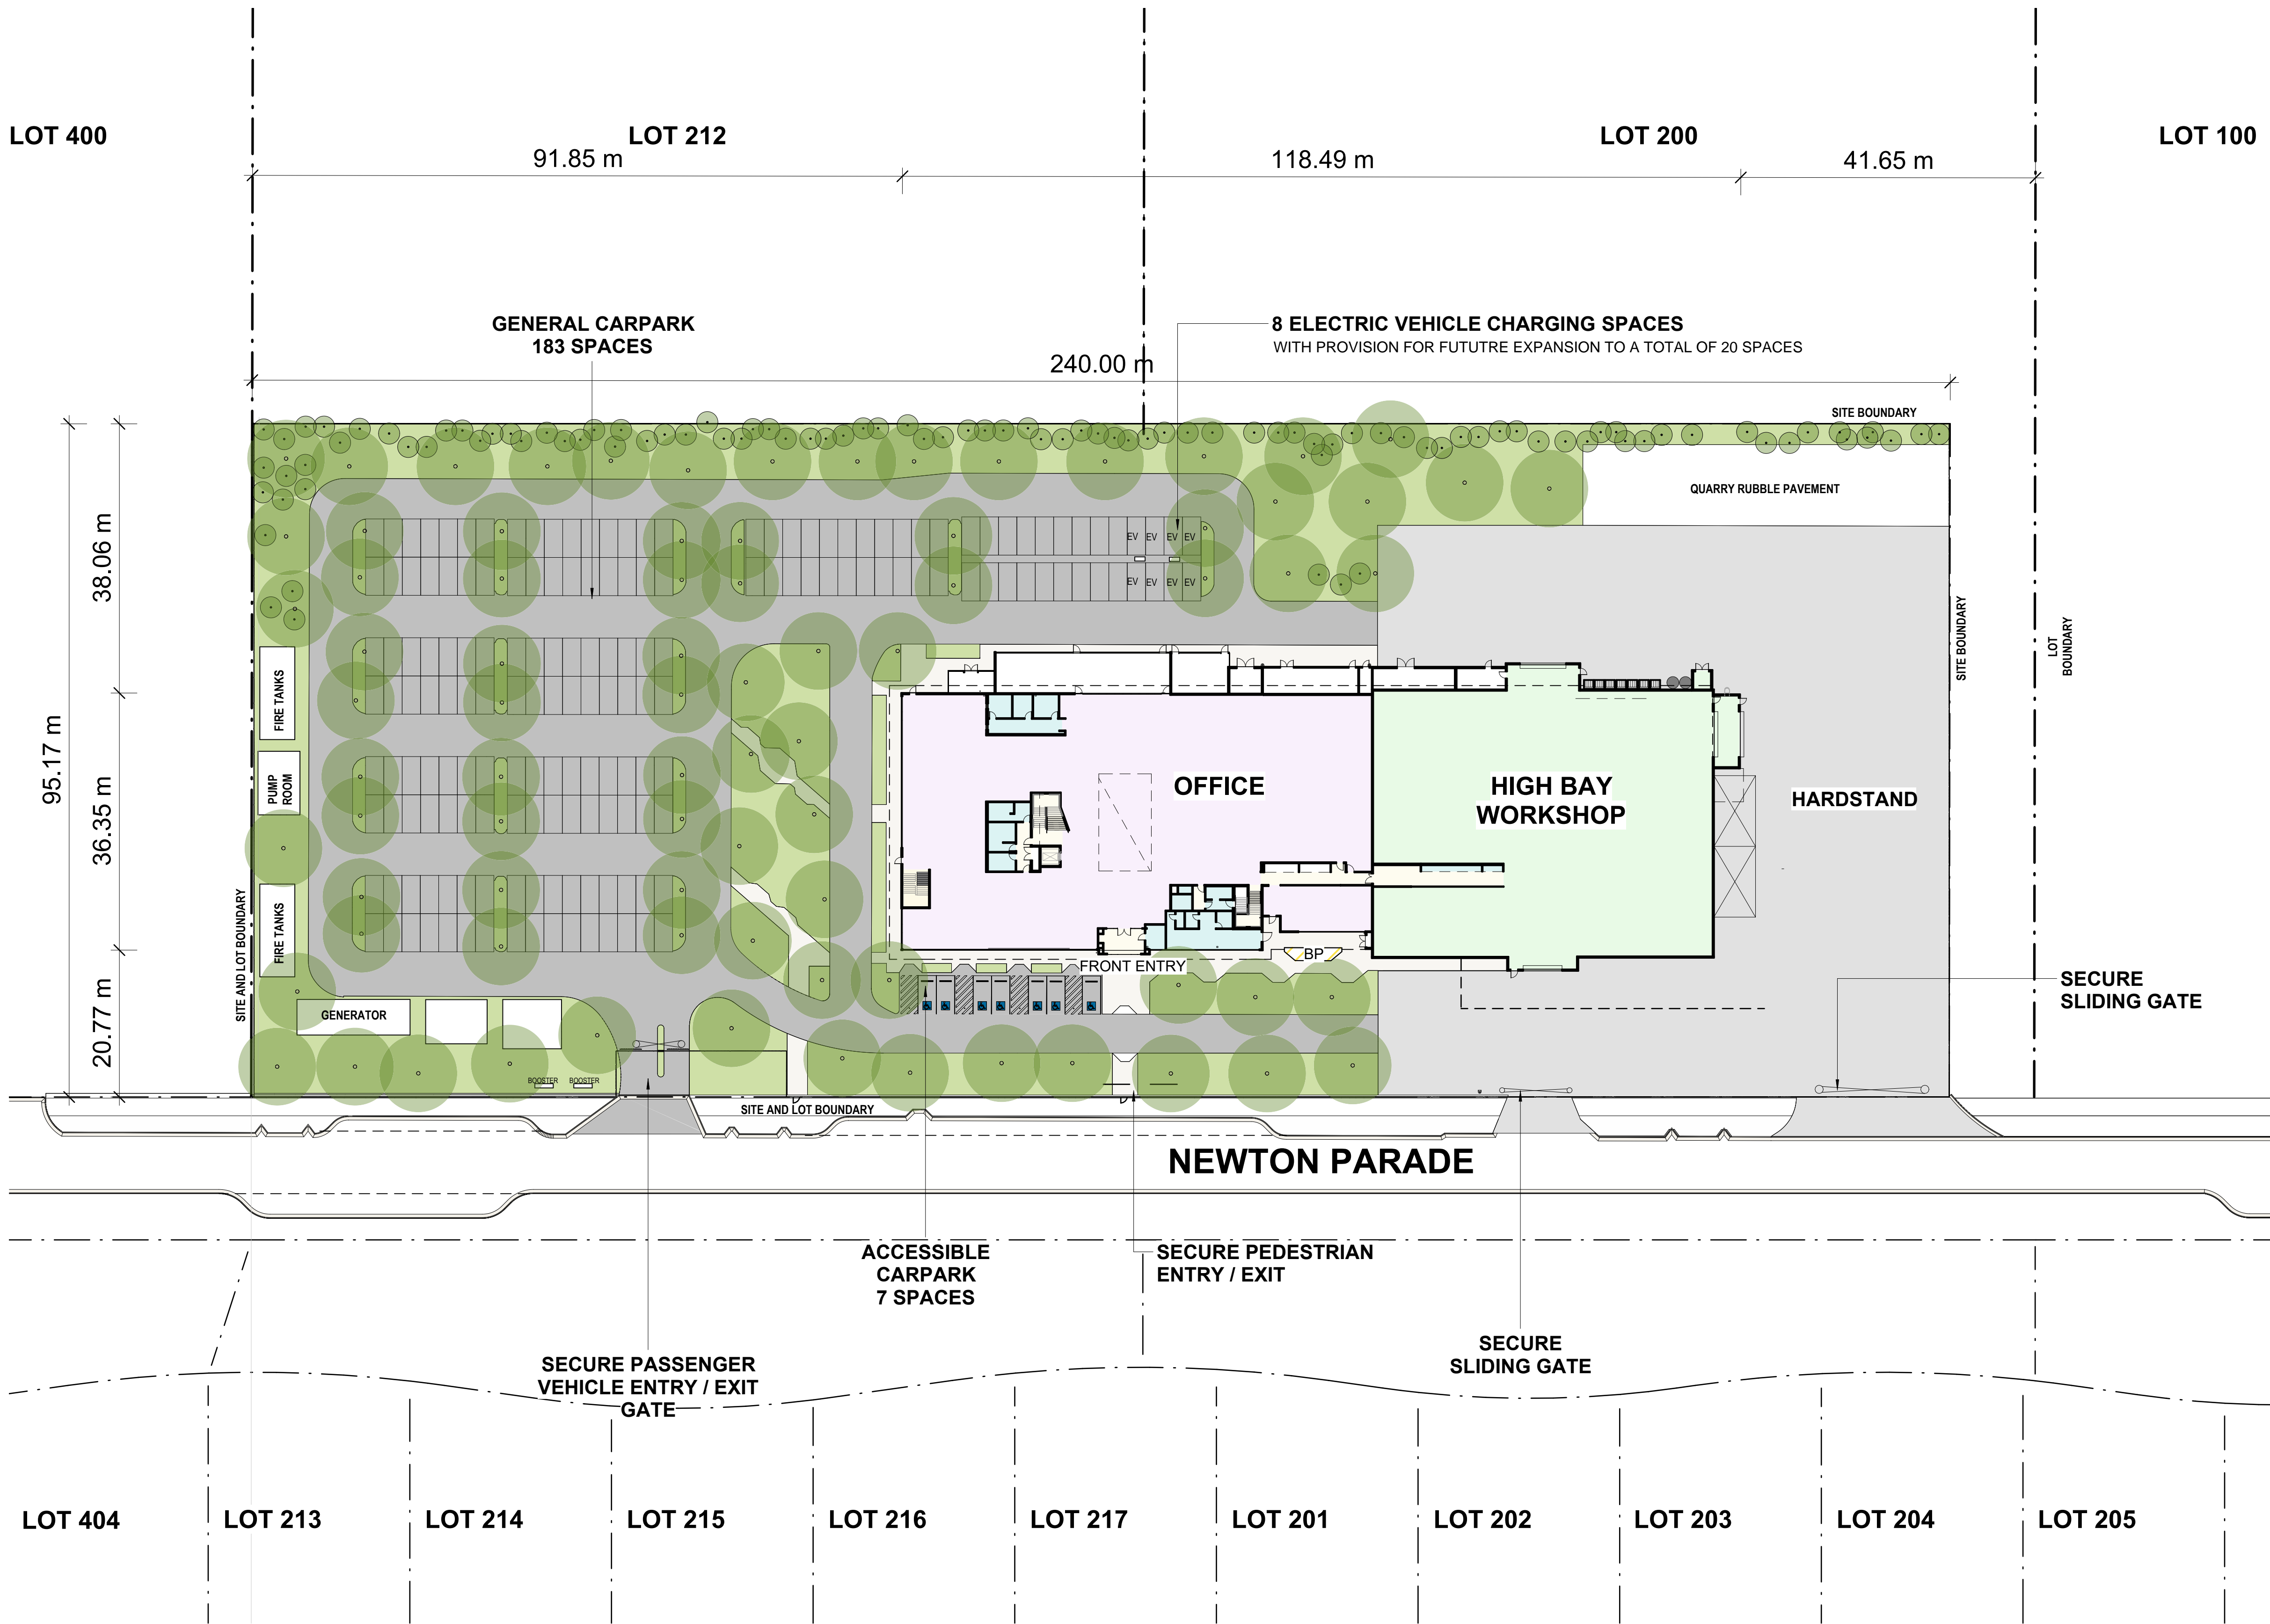 LOT 400
LOT 212
LOT 200
LOT 100
91.85 m
118.49 m
41.65 m
GENERAL CARPARK
183 SPACES
8 ELECTRIC VEHICLE CHARGING SPACES
WITH PROVISION FOR FUTUTRE EXPANSION TO A TOTAL OF 20 SPACES
240.00 m
SITE BOUNDARY
QUARRY RUBBLE PAVEMENT
EV EV EV EV
EV EV EV EV
38.06 m
36.35 m
20.77 m
95.17 m
SITE BOUNDARY
LOT
BOUNDARY
FIRE TANKS
PUMP
ROOM
FIRE TANKS
SITE AND LOT BOUNDARY
OFFICE
HIGH BAY
WORKSHOP
HARDSTAND
BP
FRONT ENTRY
GENERATOR
SECURE
SLIDING GATE
BOOSTER BOOSTER
SITE AND LOT BOUNDARY
NEWTON PARADE
ACCESSIBLE
CARPARK
7 SPACES
SECURE PEDESTRIAN
ENTRY / EXIT
SECURE PASSENGER
VEHICLE ENTRY / EXIT
GATE
SECURE
SLIDING GATE
LOT 404
LOT 213
LOT 214
LOT 215
LOT 216
LOT 217
LOT 201
LOT 202
LOT 203
LOT 204
LOT 205